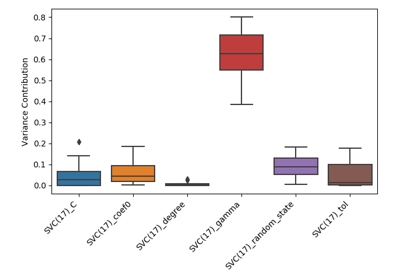 Variance Contribution
0.8
0.7
0.6
0.5
0.4
0.3
0.2
0.1
0.0
SVC(17)_C
SVC(17)_coef0
SVC(17)_degree
SVC(17)_gamma
SVC(17)_random_state
SVC(17)_tol